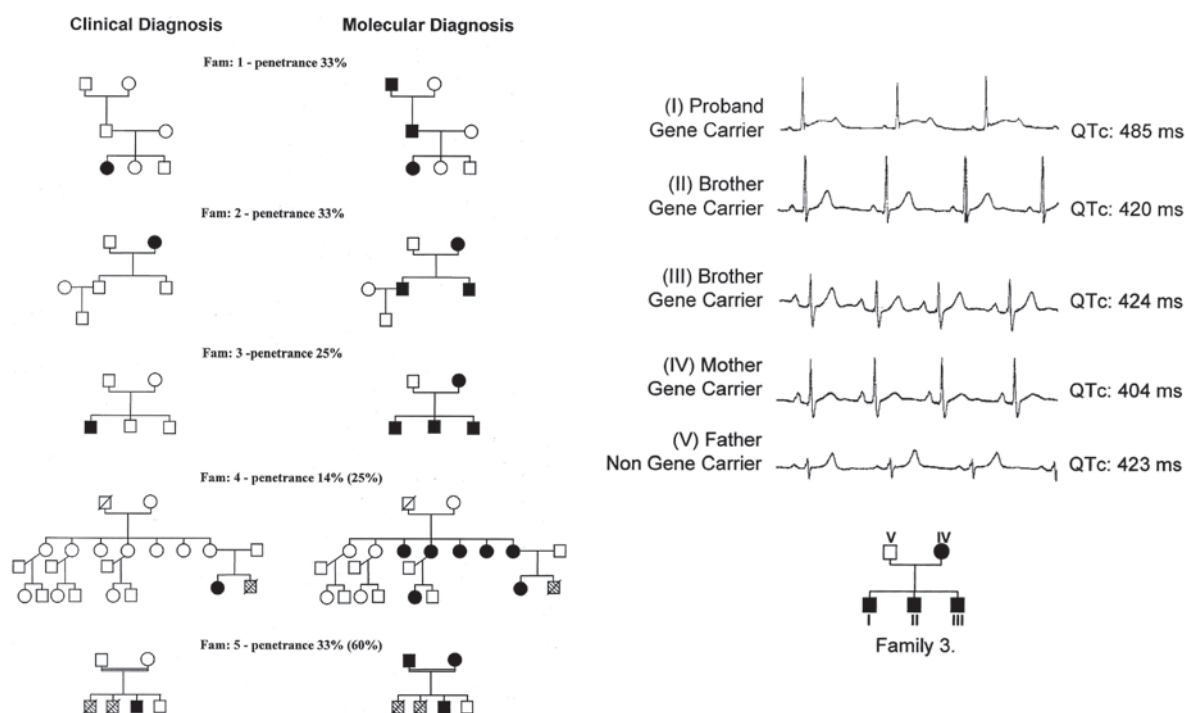 Clinical Diagnosis
Molecular Diagnosis
Fam: 1 - penetrance 33%
Fam: 2 - penetrance 33%
Fam: 3 -penetrance 25%
Fam: 4 - penetrance 14% (25%)
Fam: 5 - penetrance 33% (60%)
(I) Proband
Gene Carrier
QTc: 485 ms
(II) Brother
Gene Carrier
QTc: 420 ms
(III) Brother
Gene Carrier
QTc: 424 ms
(IV) Mother
Gene Carrier
QTc: 404 ms
(V) Father
Non Gene Carrier
QTc: 423 ms
V
IV
I
II
III
Family 3.